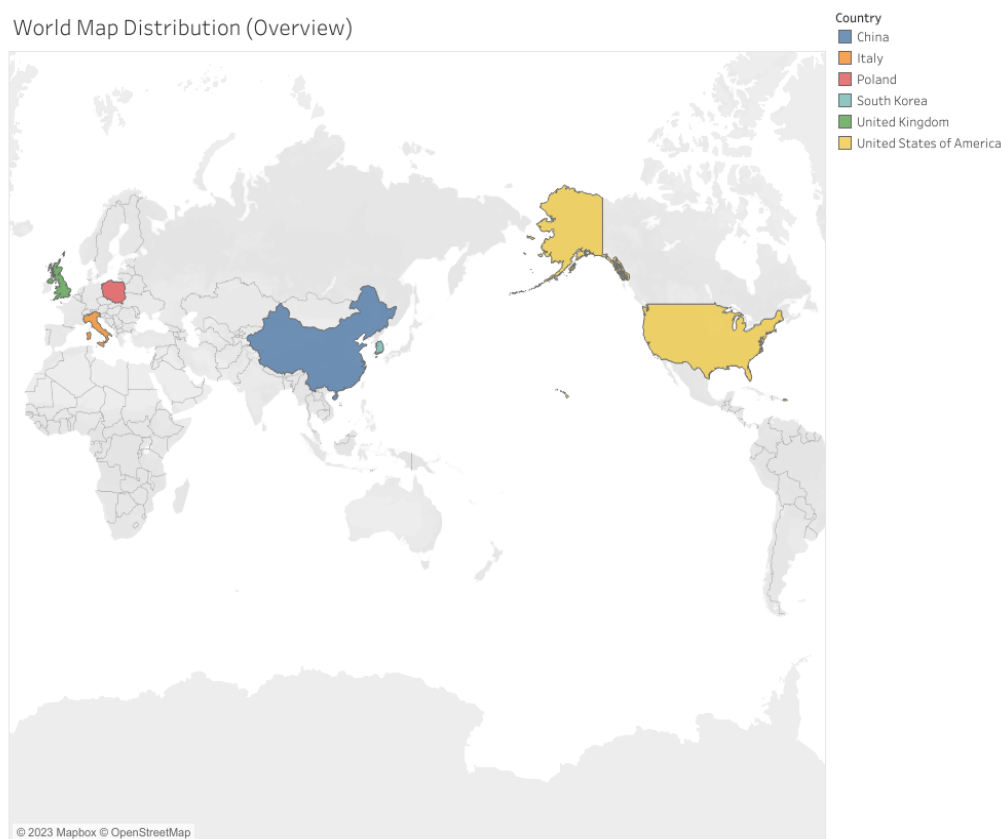 World Map Distribution (Overview)
Country
China
Italy
Poland
South Korea
United Kingdom
United States of America
© 2023 Mapbox © OpenStreetMap